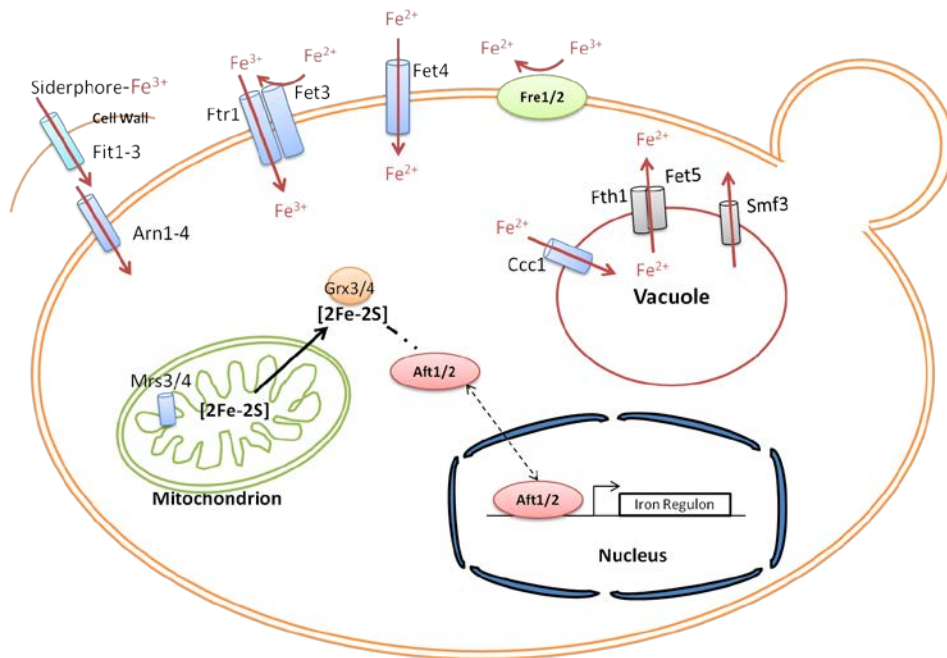 Fe2+
Fe2+
Fe3+
Fe3+
Fe2+
Siderphore-Fe3+
Fet3
Fet4
Fre1/2
Ftr1
Cell Wall
Fit1-3
Fe2+
Fe2+
Fet5
Fth1
Fe3+
Smf3
Fe2+
Arn1-4
Ccc1
Fe2+
Vacuole
Grx3/4
[2Fe-2S]
Aft1/2
Mrs3/4
[2Fe-2S]
Mitochondrion
Aft1/2
Iron Regulon
Nucleus